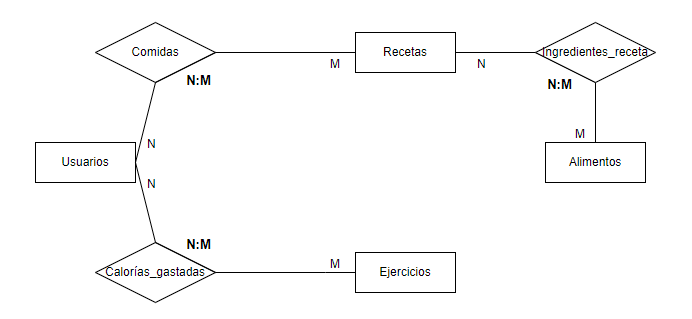 Comidas
Recetas
Ingredientes_receta
M
N
N:M
N:M
M
N
Usuarios
Alimentos
N
N:M
M
Calorías_gastadas
Ejercicios